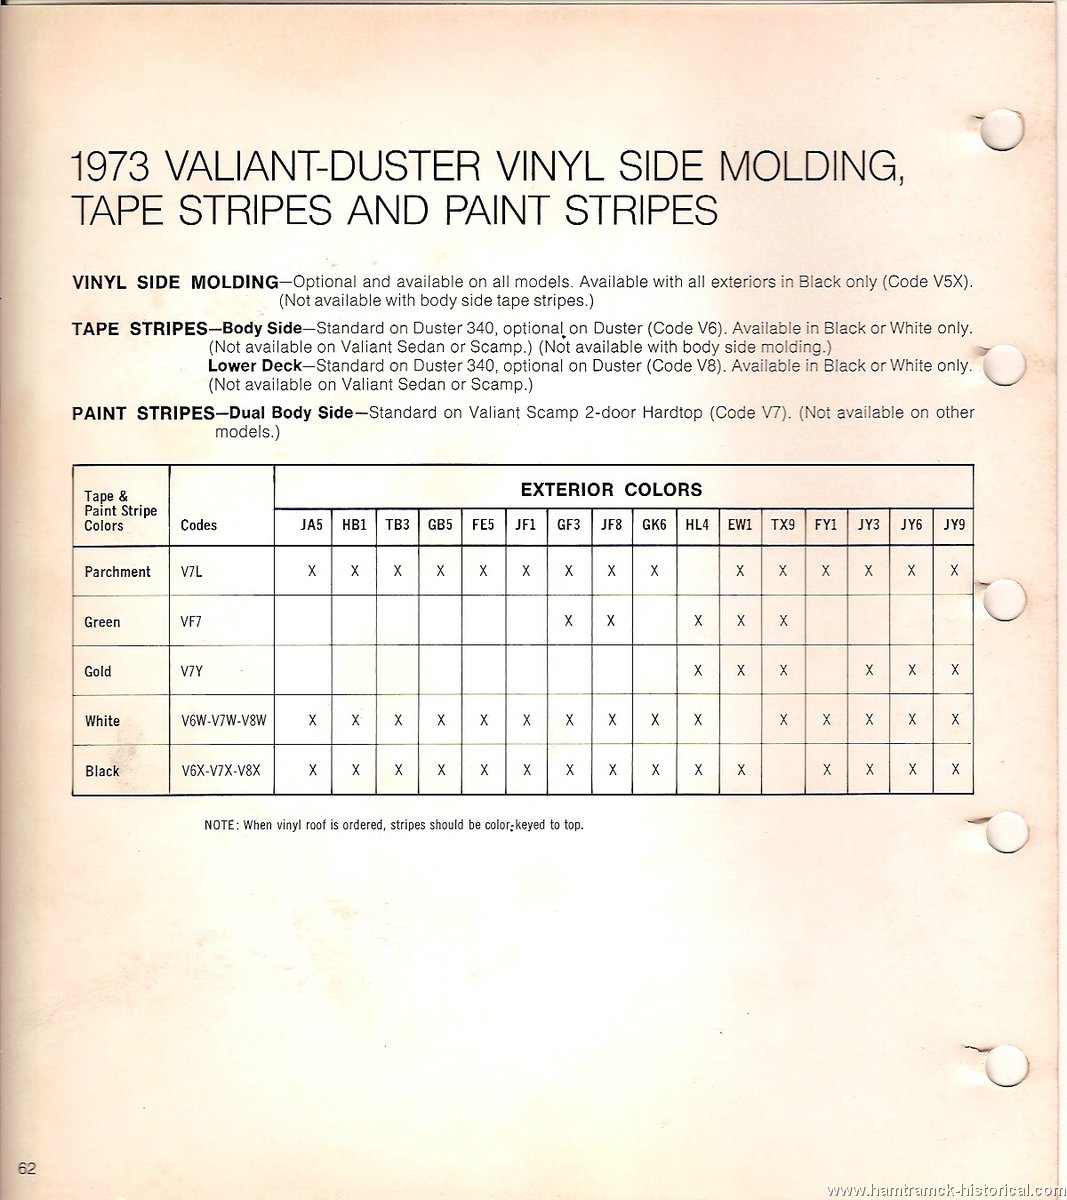 1973 VALIANT-DUSTER VINYL SIDE MOLDING,
TAPE STRIPES AND PAINT STRIPES
VINYL SIDE MOLDING—Optional and available on all models. Available with all exteriors in Black only (Code V5X).
(Not available with body side tape stripes.)
TAPE STRIPES—Body Side—Standard on Duster 340, optional on Duster (Code V6). Available in Black or White only.
(Not available on Valiant Sedan or Scamp.) (Not available with body side molding.)
Lower Deck—Standard on Duster 340, optional on Duster (Code V8). Available in Black or White only.
(Not available on Valiant Sedan or Scamp.)
PAINT STRIPES—Dual Body Side—Standard on Valiant Scamp 2-door Hardtop (Code V7). (Not available on other
models.)
EXTERIOR COLORS
Tape &
Paint Stripe
Colors Codes JA5 HB1 TB3 GB5 FE5 JF1 GF3 JF8 GK6 HL4 EW1 TX9 FY1 JY3 JY6 JY9
Parchment V7L X X X X X X X X X X X X X X X
Green VF7 X X X X X
Gold V7Y X X X X X X
White V6W-V7W-V8W X X X X X X X X X X X X X X X
Black V6X-V7X-V8X X X X X X X X X X X X X X X X
NOTE: When vinyl roof is ordered, stripes should be color-keyed to top.
62
www.hamtramck-historical.com